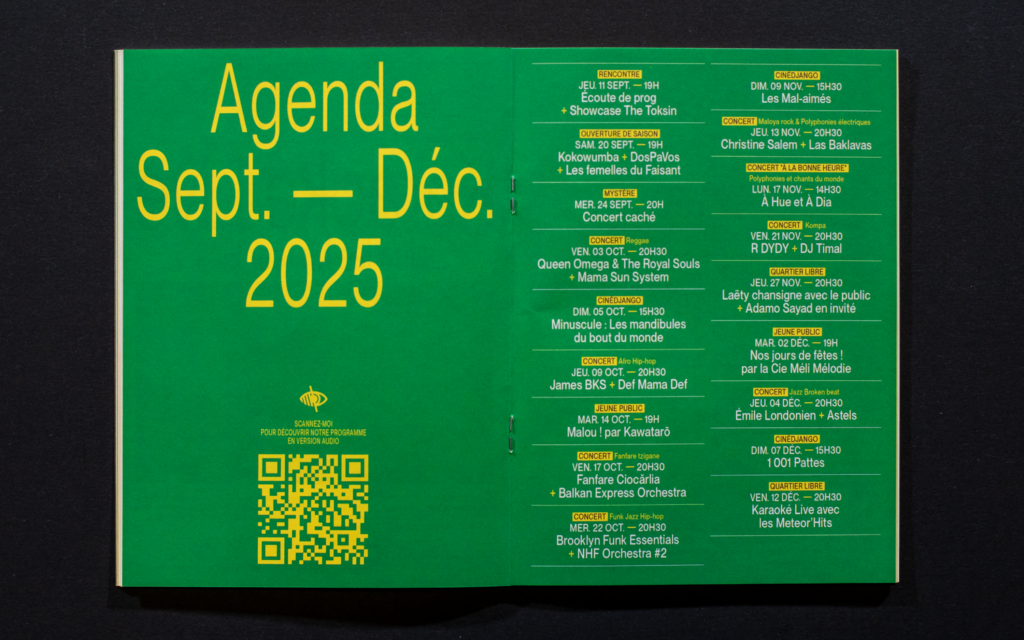 Agenda
Sept. — Déc.
2025
SCANNEZ-MOI
POUR DÉCOUVRIR NOTRE PROGRAMME
EN VERSION AUDIO
RENCONTRE
JEU. 11 SEPT. — 19H
Écoute de prog
+ Showcase The Toksin
OUVERTURE DE SAISON
SAM. 20 SEPT. — 19H
Kokowumba + DosPaVos
+ Les femelles du Faisant
MYSTÈRE
MER. 24 SEPT. — 20H
Concert caché
CONCERT Reggae
VEN. 03 OCT. — 20H30
Queen Omega & The Royal Souls
+ Mama Sun System
CINÉDJANGO
DIM. 05 OCT. — 15H30
Minuscule : Les mandibules
du bout du monde
CONCERT Afro Hip-hop
JEU. 09 OCT. — 20H30
James BKS + Def Mama Def
JEUNE PUBLIC
MAR. 14 OCT. — 19H
Malou ! par Kawatarō
CONCERT Fanfare tzigane
VEN. 17 OCT. — 20H30
Fanfare Ciocărlia
+ Balkan Express Orchestra
CONCERT Funk Jazz Hip-hop
MER. 22 OCT. — 20H30
Brooklyn Funk Essentials
+ NHF Orchestra #2
CINÉDJANGO
DIM. 09 NOV. — 15H30
Les Mal-aimés
CONCERT Maloya rock & Polyphonies électriques
JEU. 13 NOV. — 20H30
Christine Salem + Las Baklavas
CONCERT "À LA BONNE HEURE"
Polyphonies et chants du monde
LUN. 17 NOV. — 14H30
À Hue et À Dia
CONCERT Kompa
VEN. 21 NOV. — 20H30
R DYDY + DJ Timal
QUARTIER LIBRE
JEU. 27 NOV. — 20H30
Laëty chansigne avec le public
+ Adamo Sayad en invité
JEUNE PUBLIC
MAR. 02 DÉC. — 19H
Nos jours de fêtes !
par la Cie Méli Mélodie
CONCERT Jazz Broken beat
JEU. 04 DÉC. — 20H30
Émile Londonien + Astels
CINÉDJANGO
DIM. 07 DÉC. — 15H30
1 001 Pattes
QUARTIER LIBRE
VEN. 12 DÉC. — 20H30
Karaoké Live avec
les Meteor'Hits